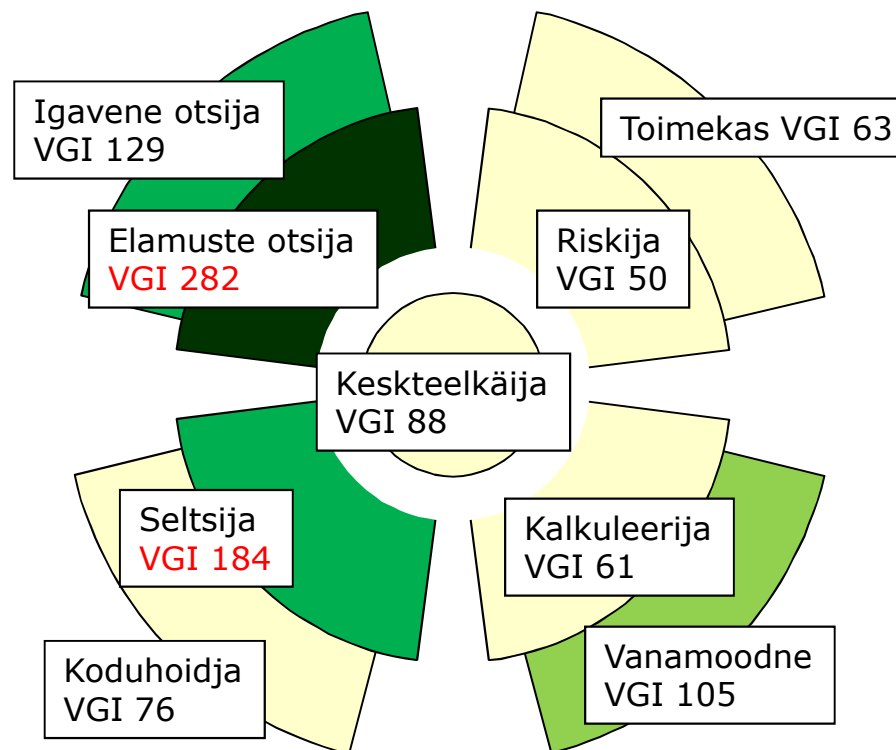 Igavene otsija
VGI 129
Toimekas VGI 63
Elamuste otsija
VGI 282
Riskija
VGI 50
Keskteelkäija
VGI 88
Seltsija
VGI 184
Kalkuleerija
VGI 61
Koduhoidja
VGI 76
Vanamoodne
VGI 105